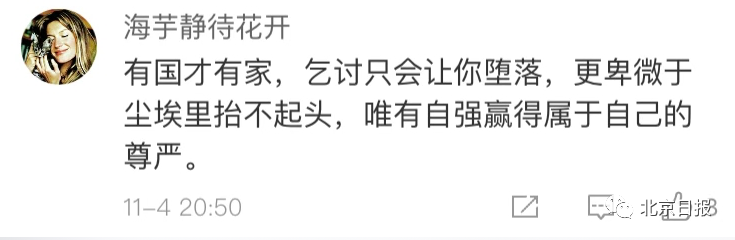 海芋静待花开
有国才有家，乞讨只会让你堕落，更卑微于
尘埃里抬不起头，唯有自强赢得属于自己的
尊严。
11-4 20:50
北京日报